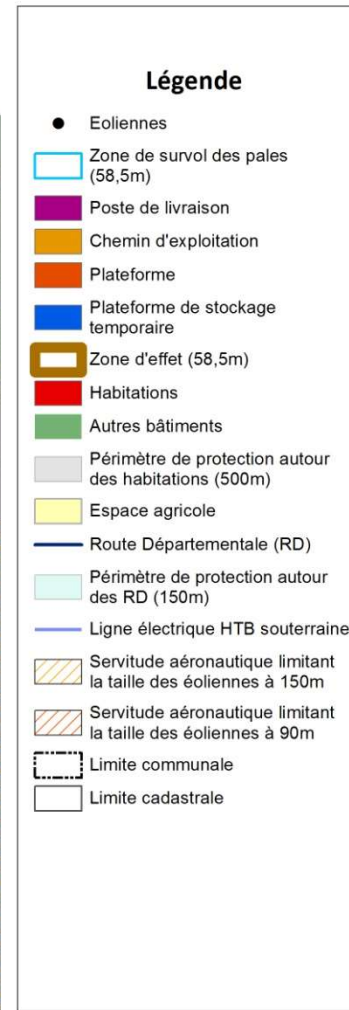 Légende
Eoliennes
Zone de survol des pales
(58,5m)
Poste de livraison
Chemin d'exploitation
Plateforme
Plateforme de stockage
temporaire
Zone d'effet (58,5m)
Habitations
Autres bâtiments
Périmètre de protection autour
des habitations (500m)
Espace agricole
Route Départementale (RD)
Périmètre de protection autour
des RD (150m)
Ligne électrique HTB souterraine
Servitude aéronautique limitant
la taille des éoliennes à 150m
Servitude aéronautique limitant
la taille des éoliennes à 90m
Limite communale
Limite cadastrale